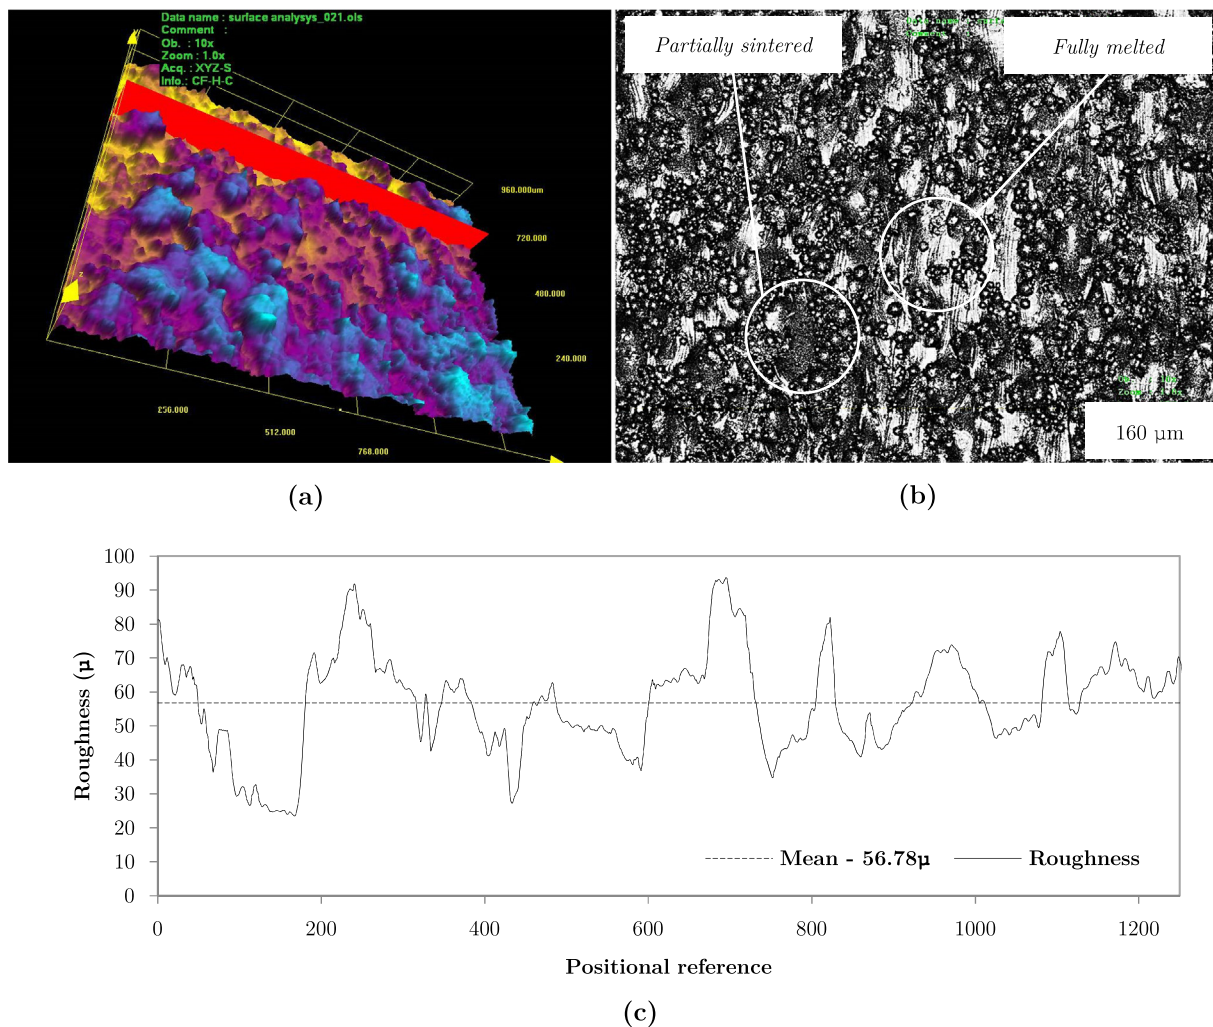 Data name : surface analysys_021.ols
Comment :
Ob. : 10x
Zoom : 1.0x
Acq. : XYZ-S
Info.: CF-H-C
960.000um
720.000
480.000
240.000
z
256.000
512.000
768.000
Partially sintered
Fully melted
160 µm
(a)
(b)
100
90
80
70
60
50
40
30
20
10
0
Roughness (µ)
Mean - 56.78µ
Roughness
0
200
400
600
800
1000
1200
Positional reference
(c)